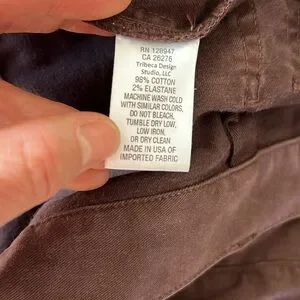 RN 128947
CA 26276
Tribeca Design
Studio, LLC
98% COTTON
2% ELASTANE
MACHINE WASH COLD
WITH SIMILAR COLORS,
DO NOT BLEACH,
TUMBLE DRY LOW,
LOW IRON,
OR DRY CLEAN
MADE IN USA OF
IMPORTED FABRIC